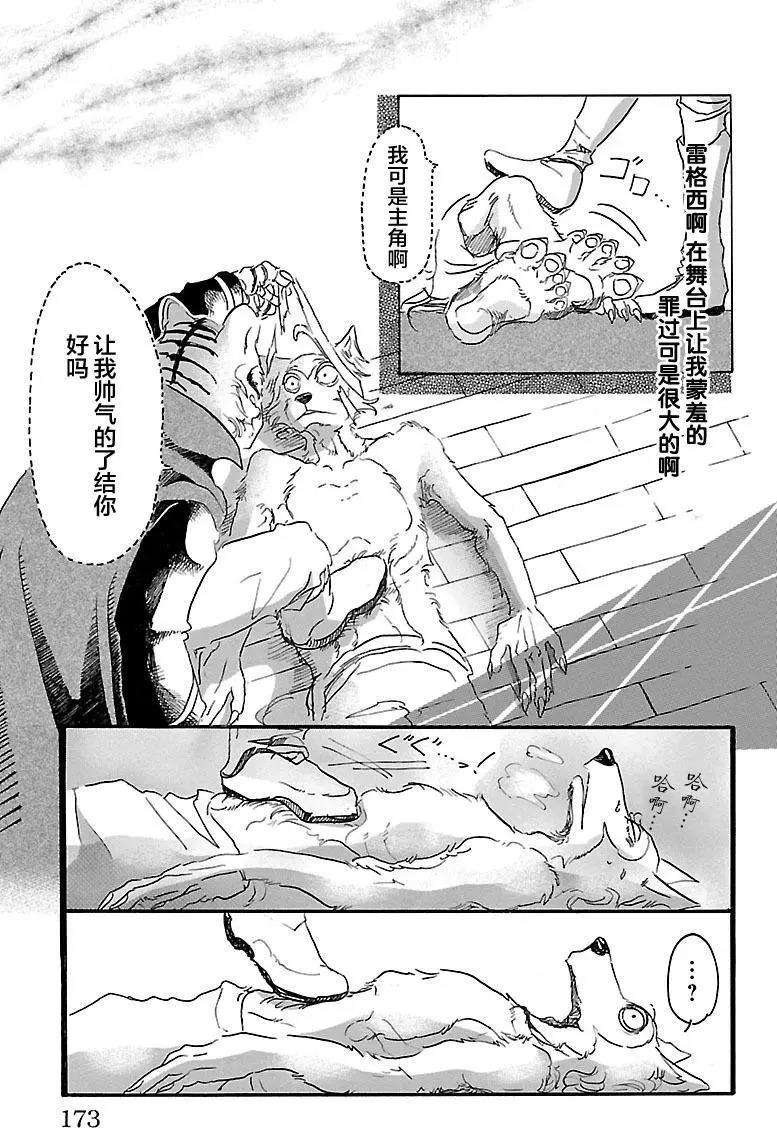 雷格西啊 在舞台上让我蒙羞的
罪过可是很大的啊
ゴロ
我可是主角啊
让我帅气的了结你
好吗
哈啊…
哈啊…
…?
173